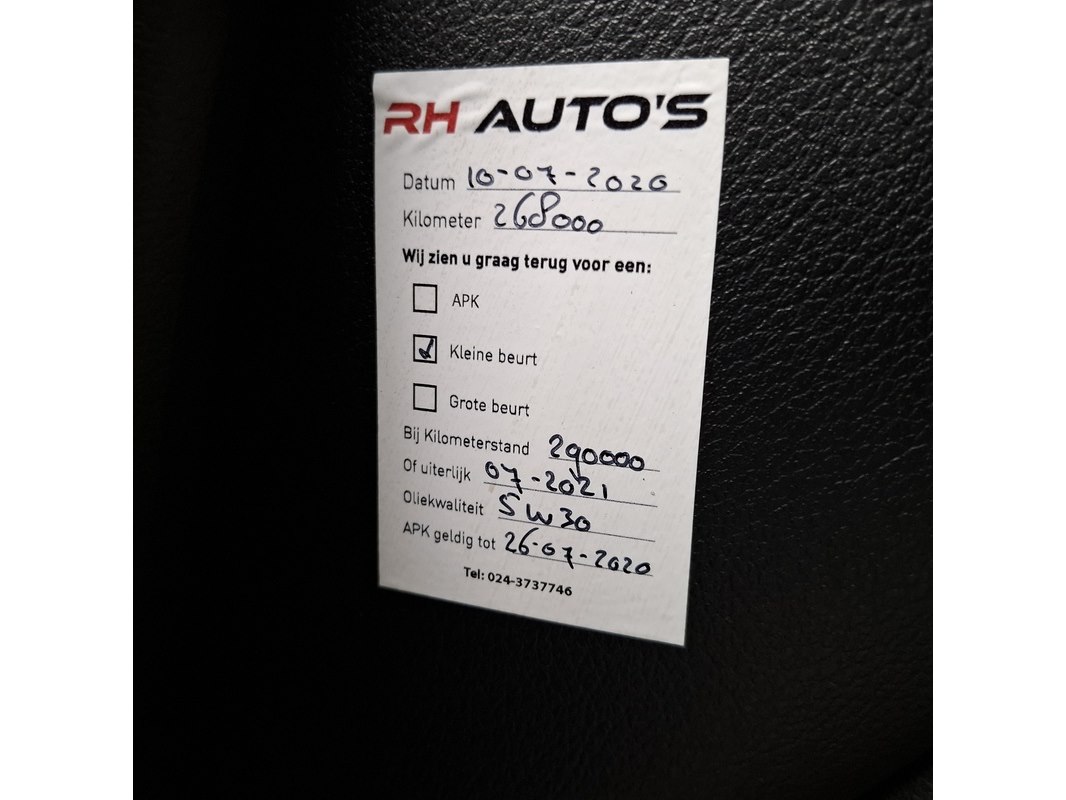 RH AUTO'S
Datum 10-07-2020
Kilometer 268000
Wij zien u graag terug voor een:
APK
Kleine beurt
Grote beurt
Bij Kilometerstand 290000
Of uiterlijk 07-2021
Oliekwaliteit 5W30
APK geldig tot 26-07-2020
Tel: 024-3737746